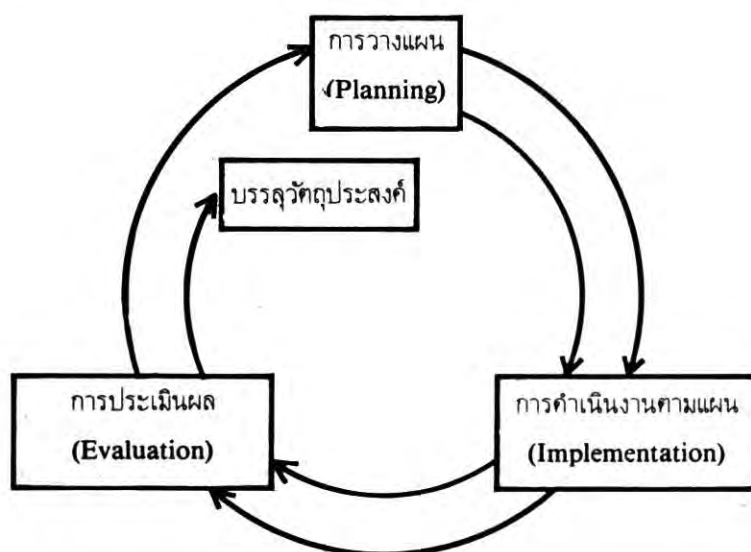 การวางแผน
(Planning)
บรรลุวัตถุประสงค์
การประเมินผล
(Evaluation)
การดำเนินงานตามแผน
(Implementation)